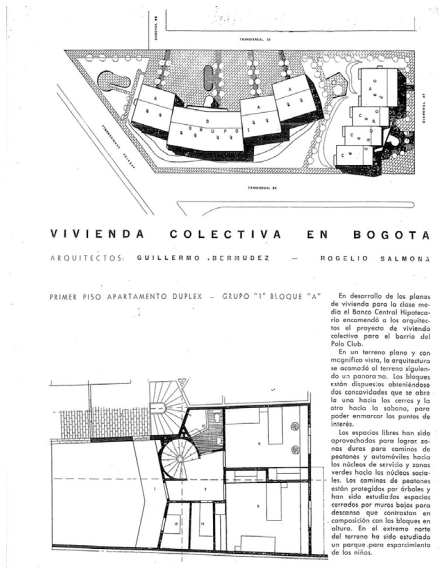 TRANSVERSAL 22
VIVIENDA COLECTIVA EN BOGOTA
ARQUITECTOS: GUILLERMO BERMUDEZ — ROGELIO SALMONA
PRIMER PISO APARTAMENTO DUPLEX – GRUPO "1" BLOQUE "A"
En desarrollo de los planes
de vivienda para la clase me-
dia el Banco Central Hipoteca-
rio encomendó a los arquitec-
tos el proyecto de vivienda
colectiva para el barrio del
Polo Club.
En un terreno plano y con
magnífica vista, la arquitectura
se acomodó al terreno siguien-
do un panorama. Los bloques
están dispuestos obteniéndose
dos concavidades que se abre
la una hacia los cerros y la
otra hacia la sabana, para
poder enmarcar los puntos de
interés.
Los espacios libres han sido
aprovechados para lograr zo-
nas duras para caminos de
peatones y automóviles hacia
los núcleos de servicio y zonas
verdes hacia los núcleos socia-
les. Los caminos de peatones
están protegidos por árboles y
han sido estudiados espacios
cerrados por muros bajos para
descanso que contrastan en
composición con los bloques en
altura. En el extremo norte
del terreno ha sido estudiado
un parque para esparcimiento
de los niños.